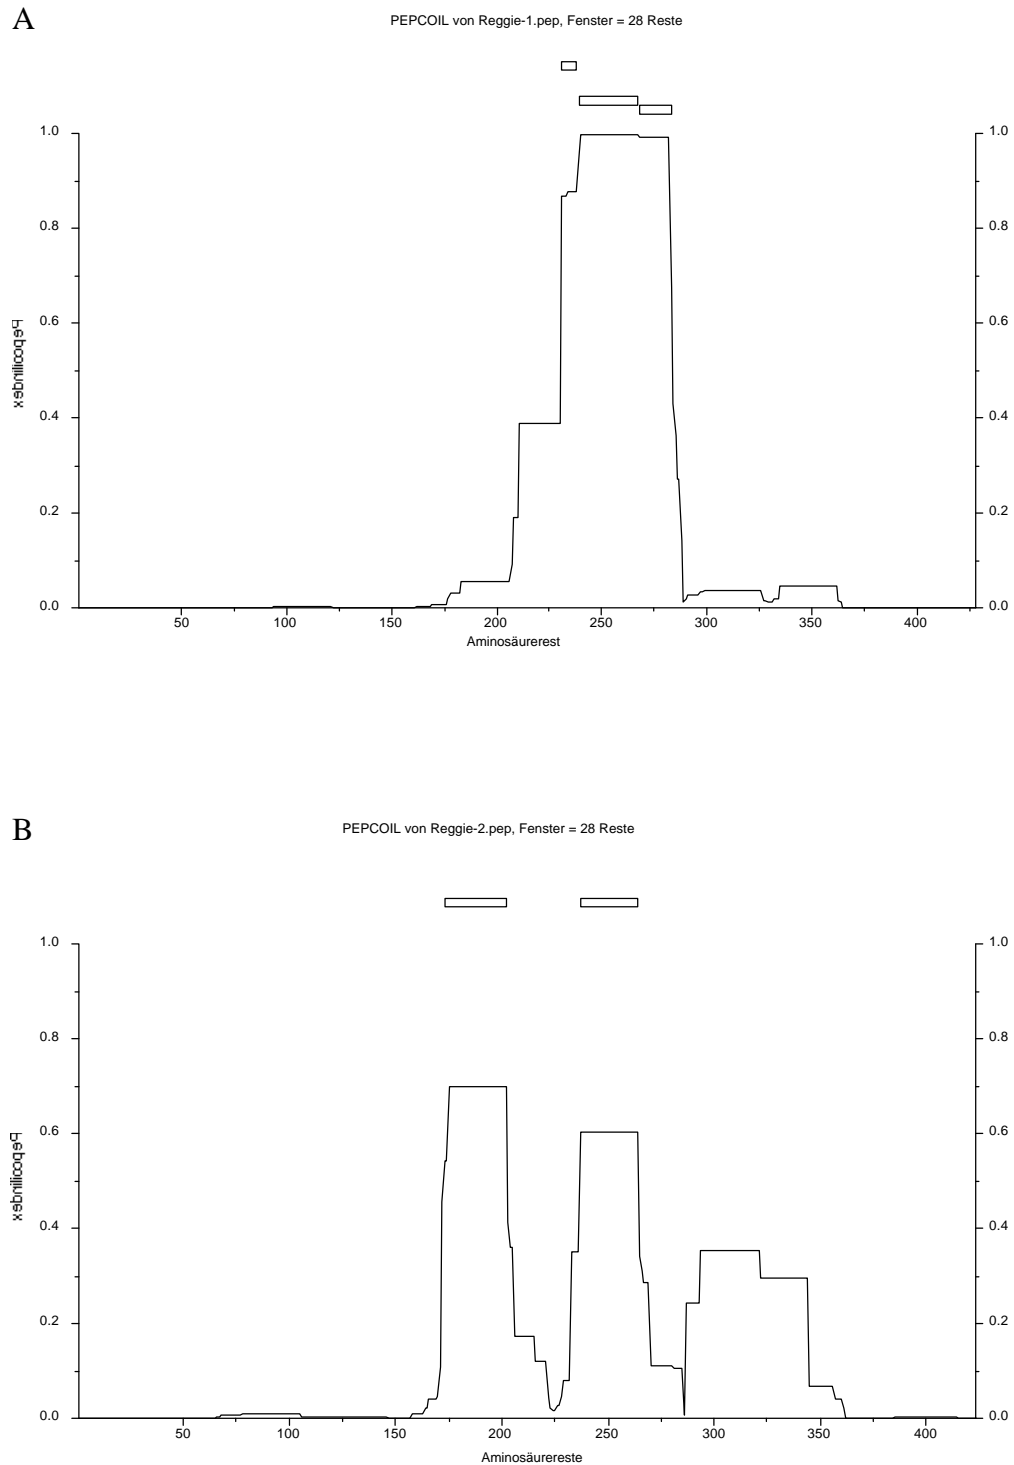 A
PEPCOIL von Reggie-1.pep, Fenster = 28 Reste
1.0 1.0
0.8 0.8
0.6 0.6
Pepcoilindex
0.4 0.4
0.2 0.2
0.0 0.0
50 100 150 200 250 300 350 400
Aminosäurerest
B
PEPCOIL von Reggie-2.pep, Fenster = 28 Reste
1.0 1.0
0.8 0.8
0.6 0.6
Pepcoilindex
0.4 0.4
0.2 0.2
0.0 0.0
50 100 150 200 250 300 350 400
Aminosäurereste